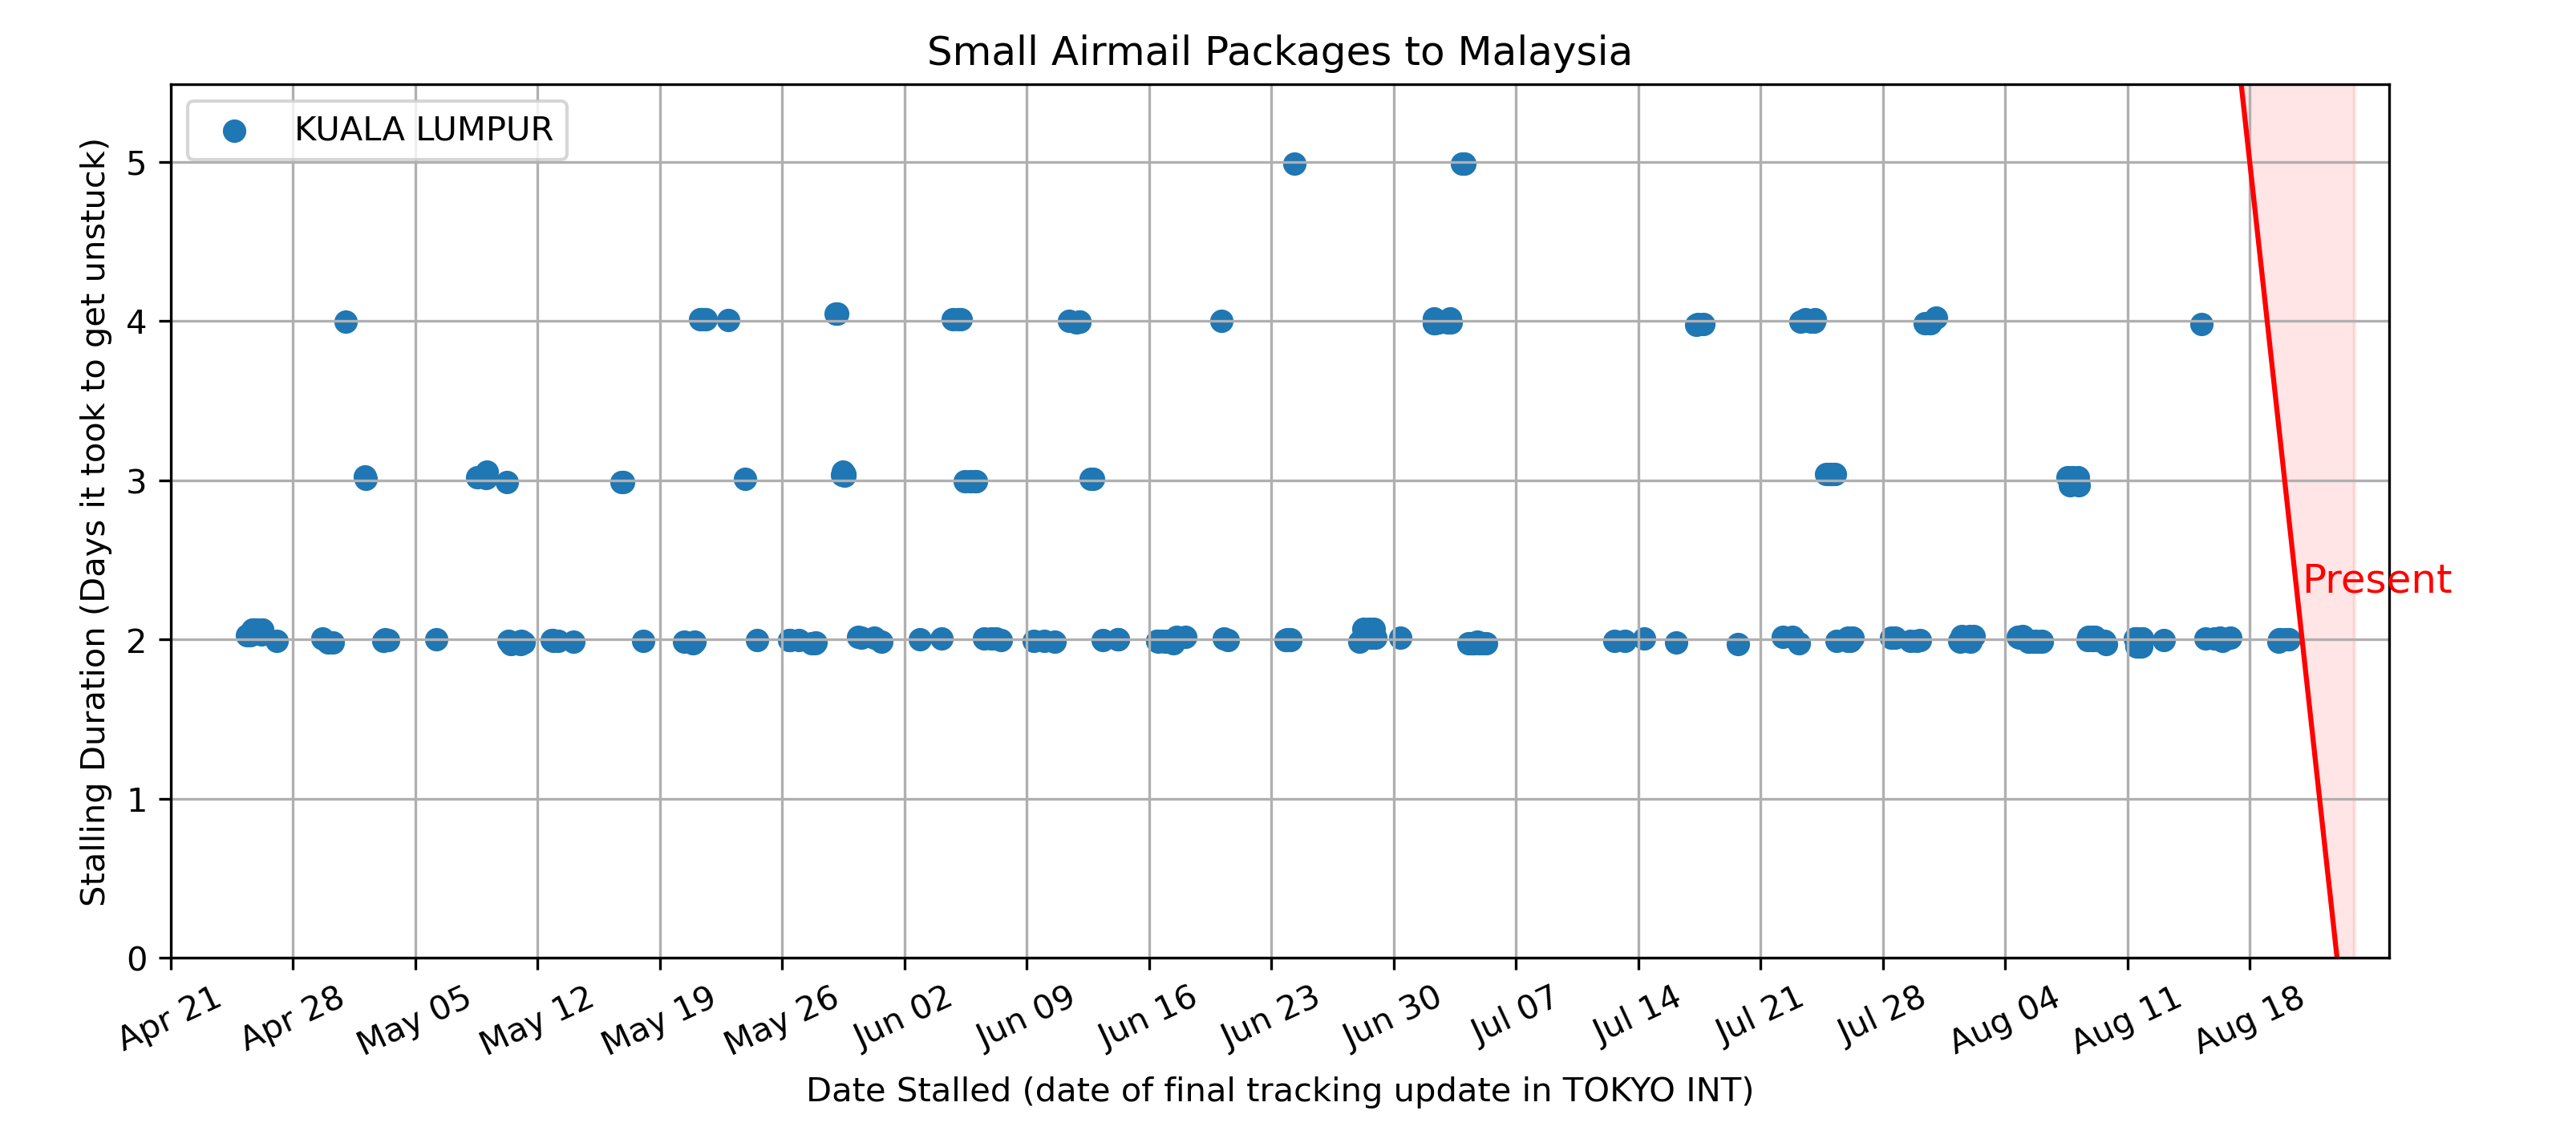 Small Airmail Packages to Malaysia
KUALA LUMPUR
Stalling Duration (Days it took to get unstuck)
5
4
3
2
1
0
Present
Apr 21
Apr 28
May 05
May 12
May 19
May 26
Jun 02
Jun 09
Jun 16
Jun 23
Jun 30
Jul 07
Jul 14
Jul 21
Jul 28
Aug 04
Aug 11
Aug 18
Date Stalled (date of final tracking update in TOKYO INT)